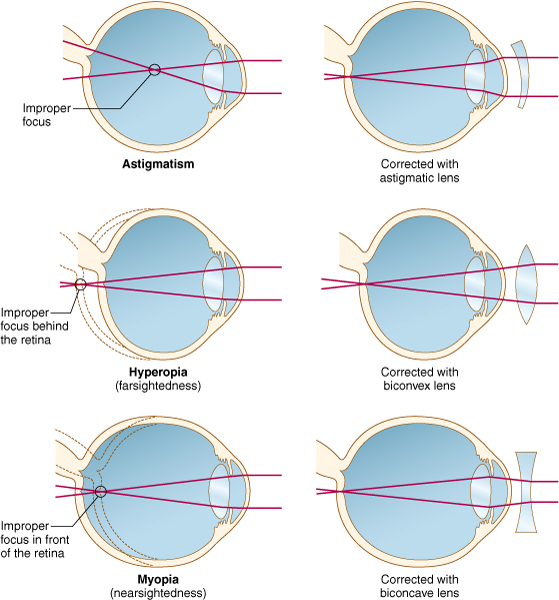 Improper
focus
Astigmatism
Corrected with
astigmatic lens
Improper
focus behind
the retina
Hyperopia
(farsightedness)
Corrected with
biconvex lens
Improper
focus in front
of the retina
Myopia
(nearsightedness)
Corrected with
biconcave lens